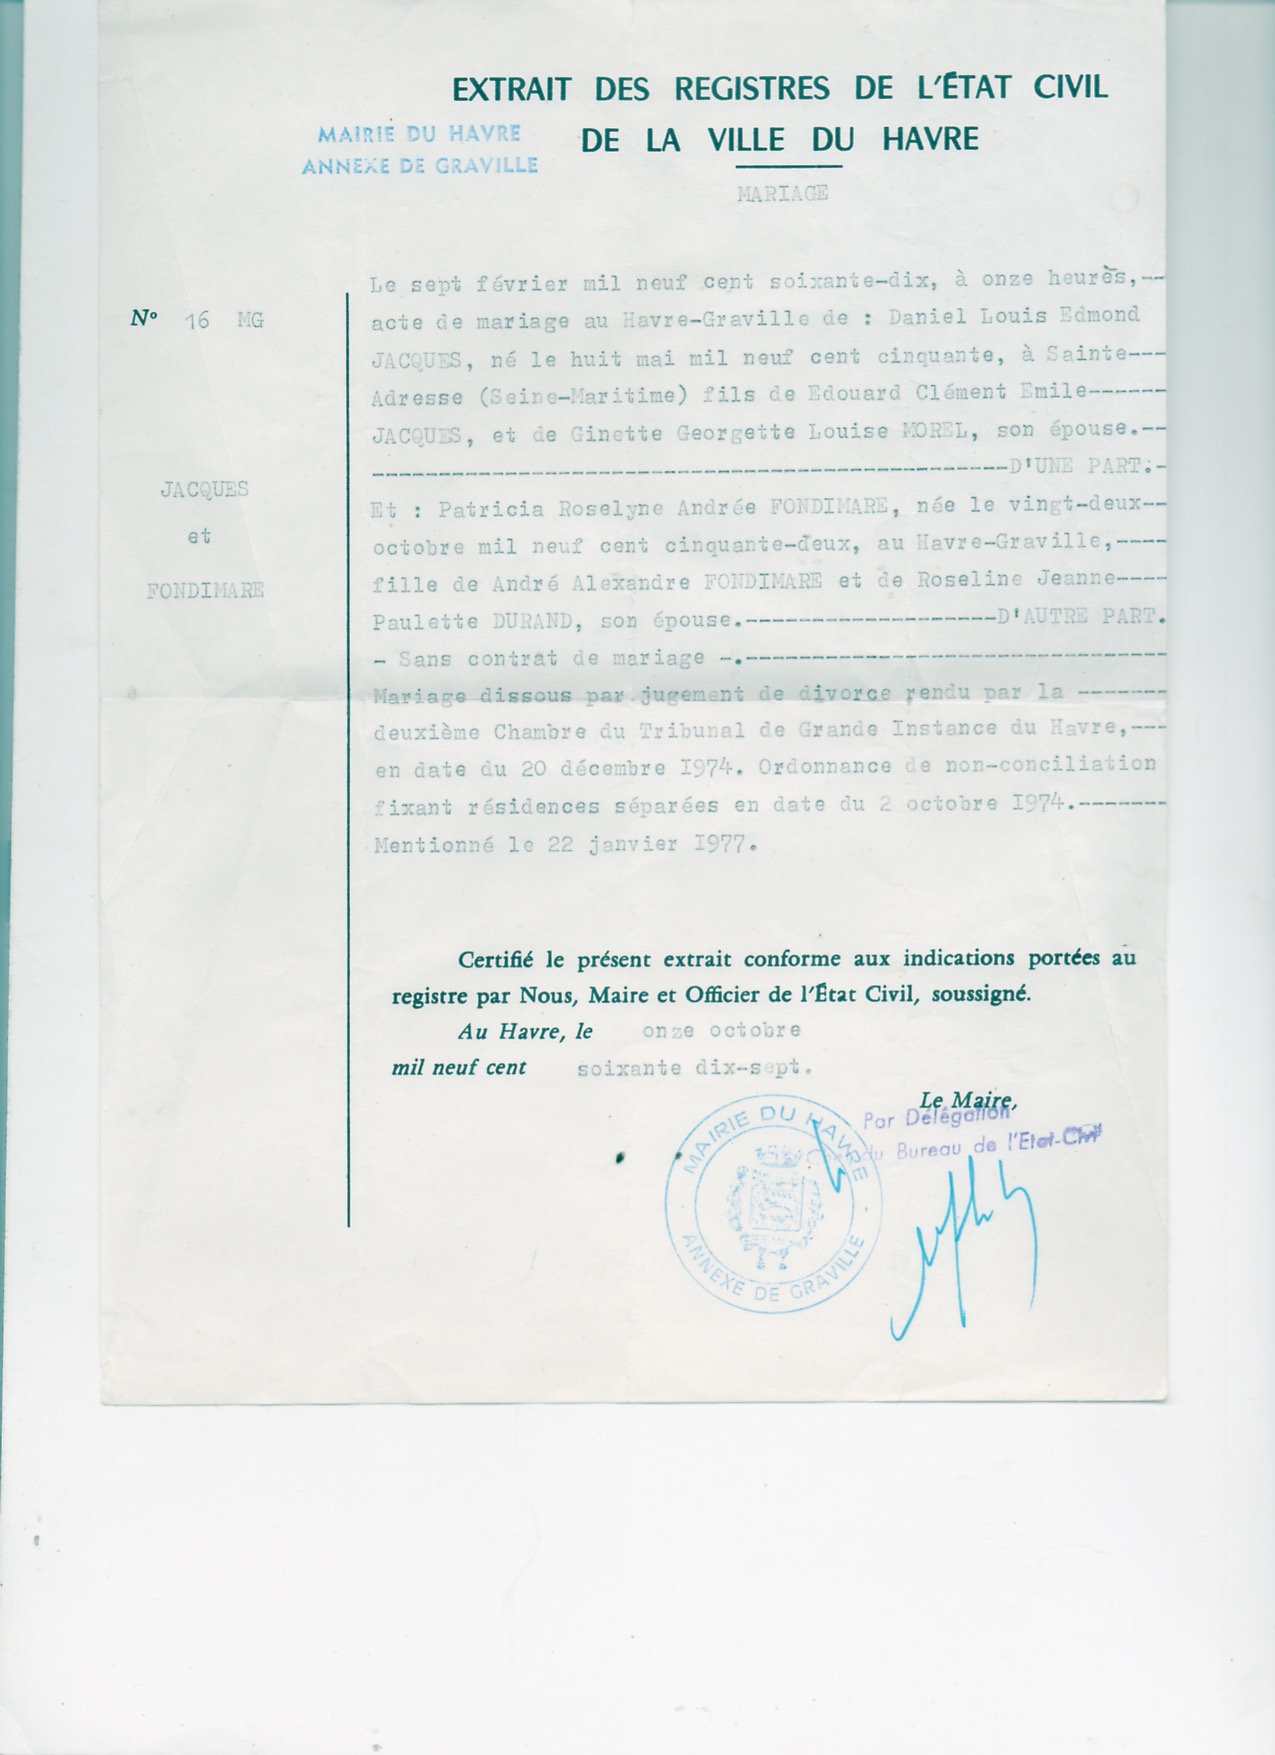 EXTRAIT DES REGISTRES DE L'ÉTAT CIVIL
DE LA VILLE DU HAVRE
MAIRIE DU HAVRE
ANNEXE DE GRAVILLE
MARIAGE
Nº 16 MG
JACQUES
et
FONDIMARE
Le sept février mil neuf cent soixante-dix, à onze heures,--
acte de mariage au Havre-Graville de : Daniel Louis Edmond
JACQUES, né le huit mai mil neuf cent cinquante, à Sainte---
Adresse (Seine-Maritime) fils de Edouard Clément Emile------
JACQUES, et de Ginette Georgette Louise MOREL, son épouse.--
------------------------------------------------D'UNE PART.-
Et : Patricia Roselyne Andrée FONDIMARE, née le vingt-deux--
octobre mil neuf cent cinquante-deux, au Havre-Graville,----
fille de André Alexandre FONDIMARE et de Roseline Jeanne----
Paulette DURAND, son épouse.-------------------D'AUTRE PART.
- Sans contrat de mariage -.--------------------------------
Mariage dissous par jugement de divorce rendu par la -------
deuxième Chambre du Tribunal de Grande Instance du Havre,---
en date du 20 décembre I974. Ordonnance de non-conciliation
fixant résidences séparées en date du 2 octobre I974.-------
Mentionné le 22 janvier I977.
Certifié le présent extrait conforme aux indications portées au
registre par Nous, Maire et Officier de l'État Civil, soussigné.
Au Havre, le onze octobre
mil neuf cent soixante dix-sept.
Le Maire,
Par Délégation
du Bureau de l'Etat-Civil
MAIRIE DU HAVRE
ANNEXE DE GRAVILLE